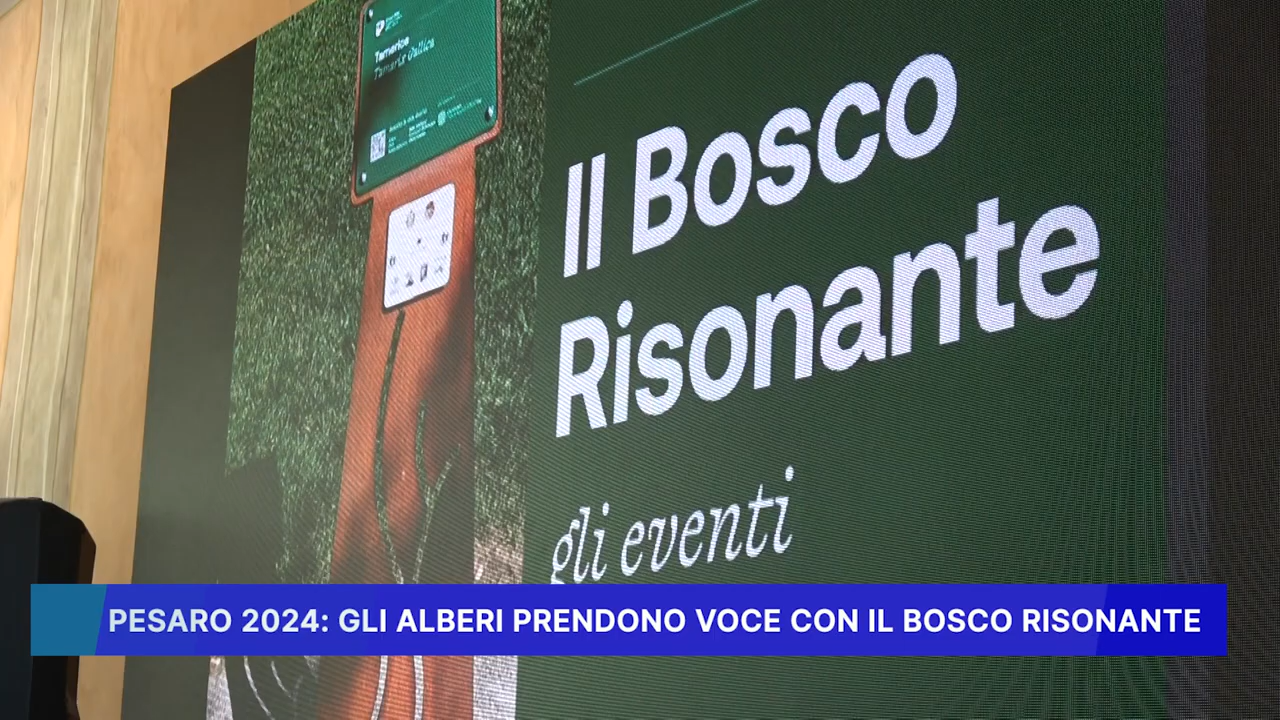 Tamerice
Tamarix Gallica
Il Bosco
Risonante
gli eventi
PESARO 2024: GLI ALBERI PRENDONO VOCE CON IL BOSCO RISONANTE